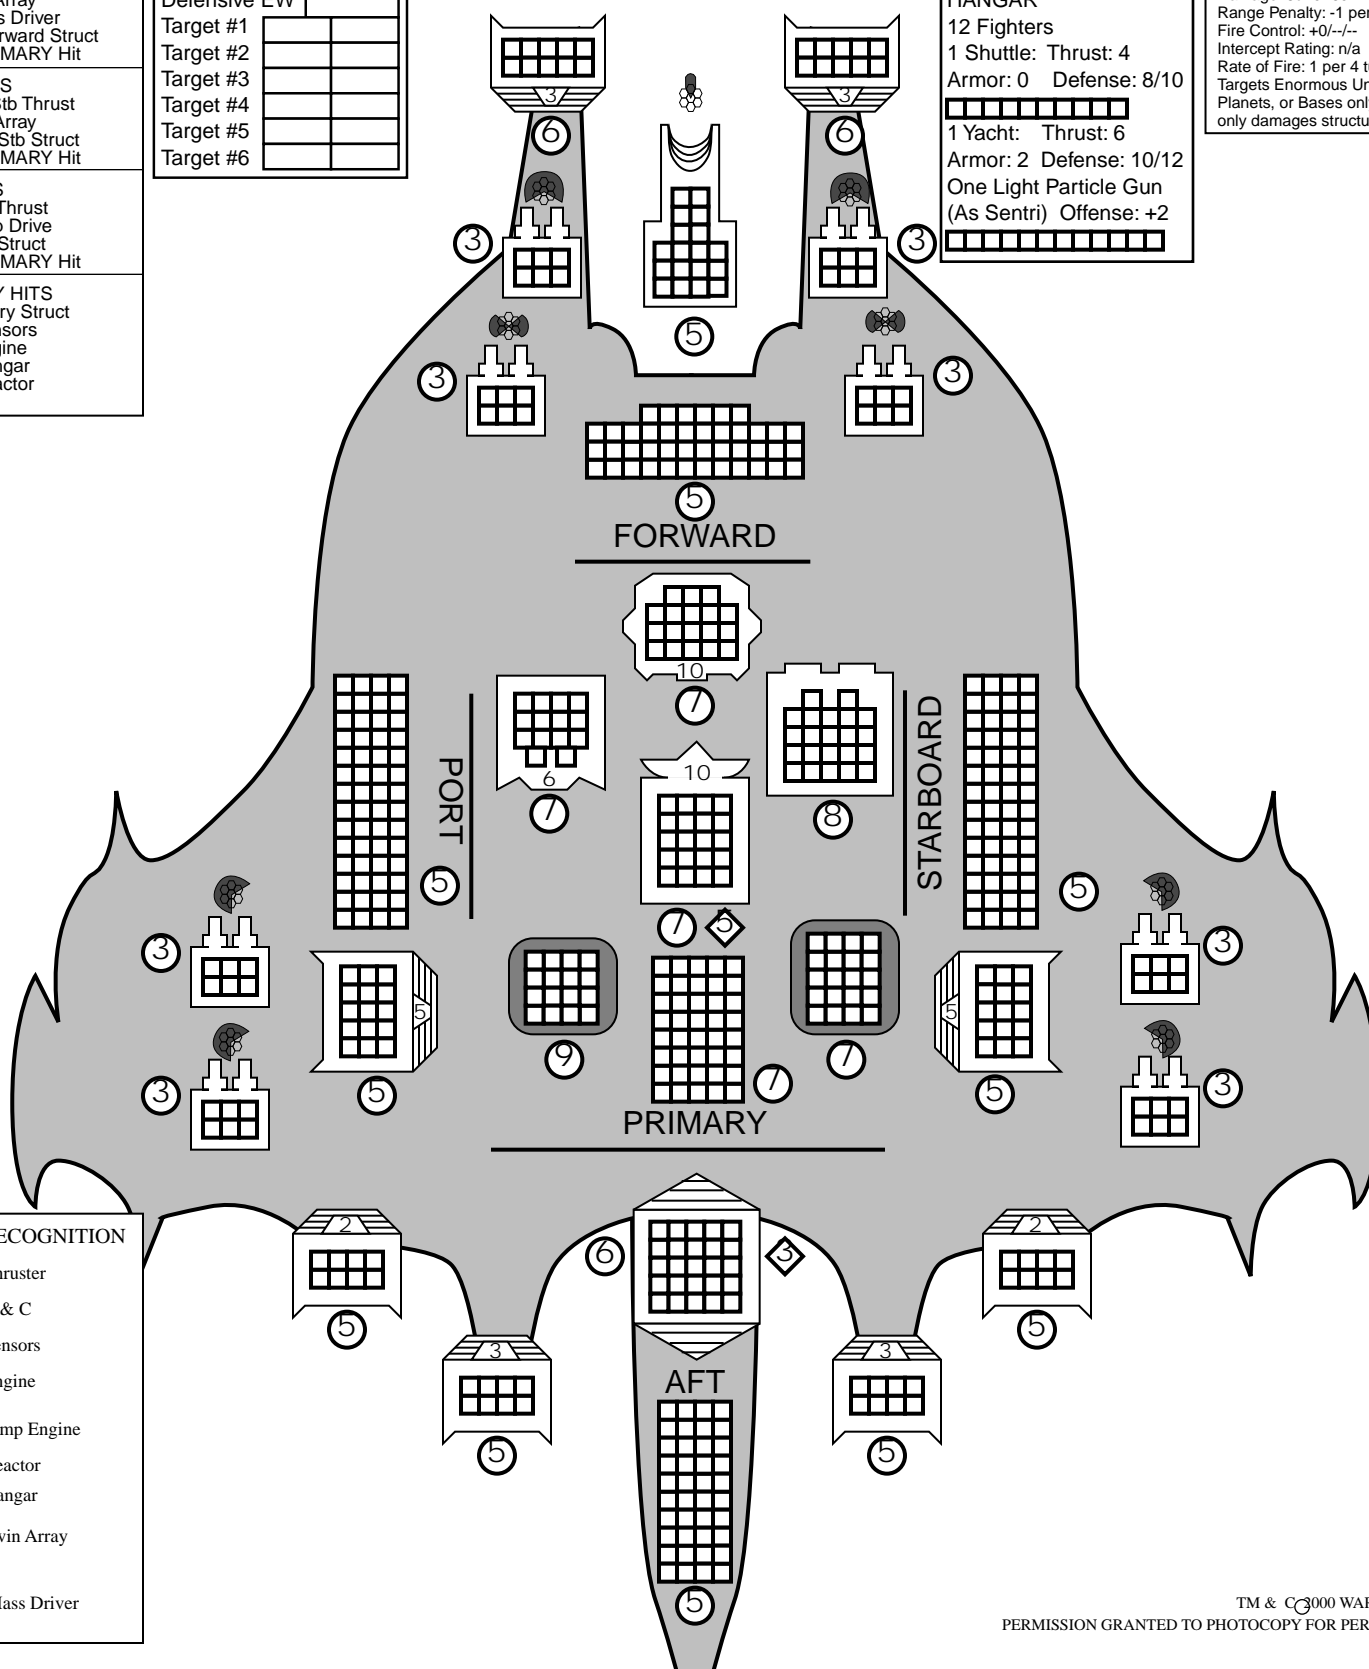 Array
s Driver
rward Struct
MARY Hit
S
tb Thrust
Array
Stb Struct
MARY Hit
S
Thrust
p Drive
Struct
MARY Hit
Y HITS
ry Struct
nsors
gine
ngar
actor
Defensive EW
Target #1
Target #2
Target #3
Target #4
Target #5
Target #6
HANGAR
12 Fighters
1 Shuttle: Thrust: 4
Armor: 0 Defense: 8/10
1 Yacht: Thrust: 6
Armor: 2 Defense: 10/12
One Light Particle Gun
(As Sentri) Offense: +2
Range Penalty: -1 per
Fire Control: +0/--/--
Intercept Rating: n/a
Rate of Fire: 1 per 4 tu
Targets Enormous Un
Planets, or Bases only
only damages structu
3
3
6
6
3
3
5
3
3
5
FORWARD
10
7
6
7
10
8
PORT
STARBOARD
5
5
7
5
3
3
5
5
9
7
7
3
3
5
5
PRIMARY
2
2
6
3
5
5
3
3
AFT
5
5
5
ECOGNITION
hruster
& C
ensors
ngine
mp Engine
eactor
angar
win Array
Mass Driver
TM & C 2000 WAR
PERMISSION GRANTED TO PHOTOCOPY FOR PER